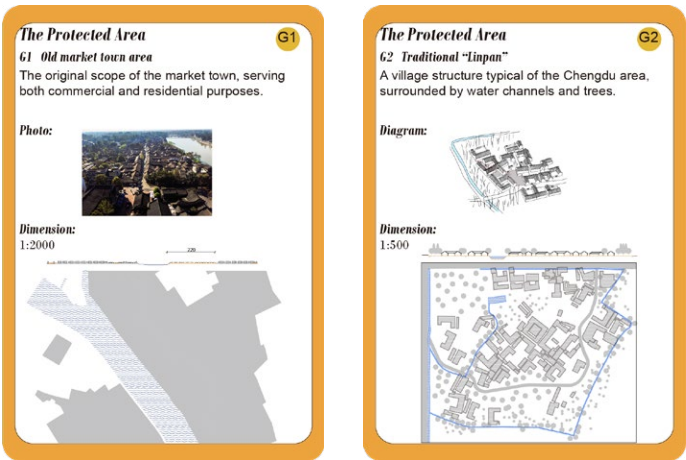 The Protected Area
G1
G1 Old market town area
The original scope of the market town, serving
both commercial and residential purposes.
Photo:
Dimension:
1:2000
220
The Protected Area
G2
G2 Traditional “Linpan”
A village structure typical of the Chengdu area,
surrounded by water channels and trees.
Diagram:
Dimension:
1:500